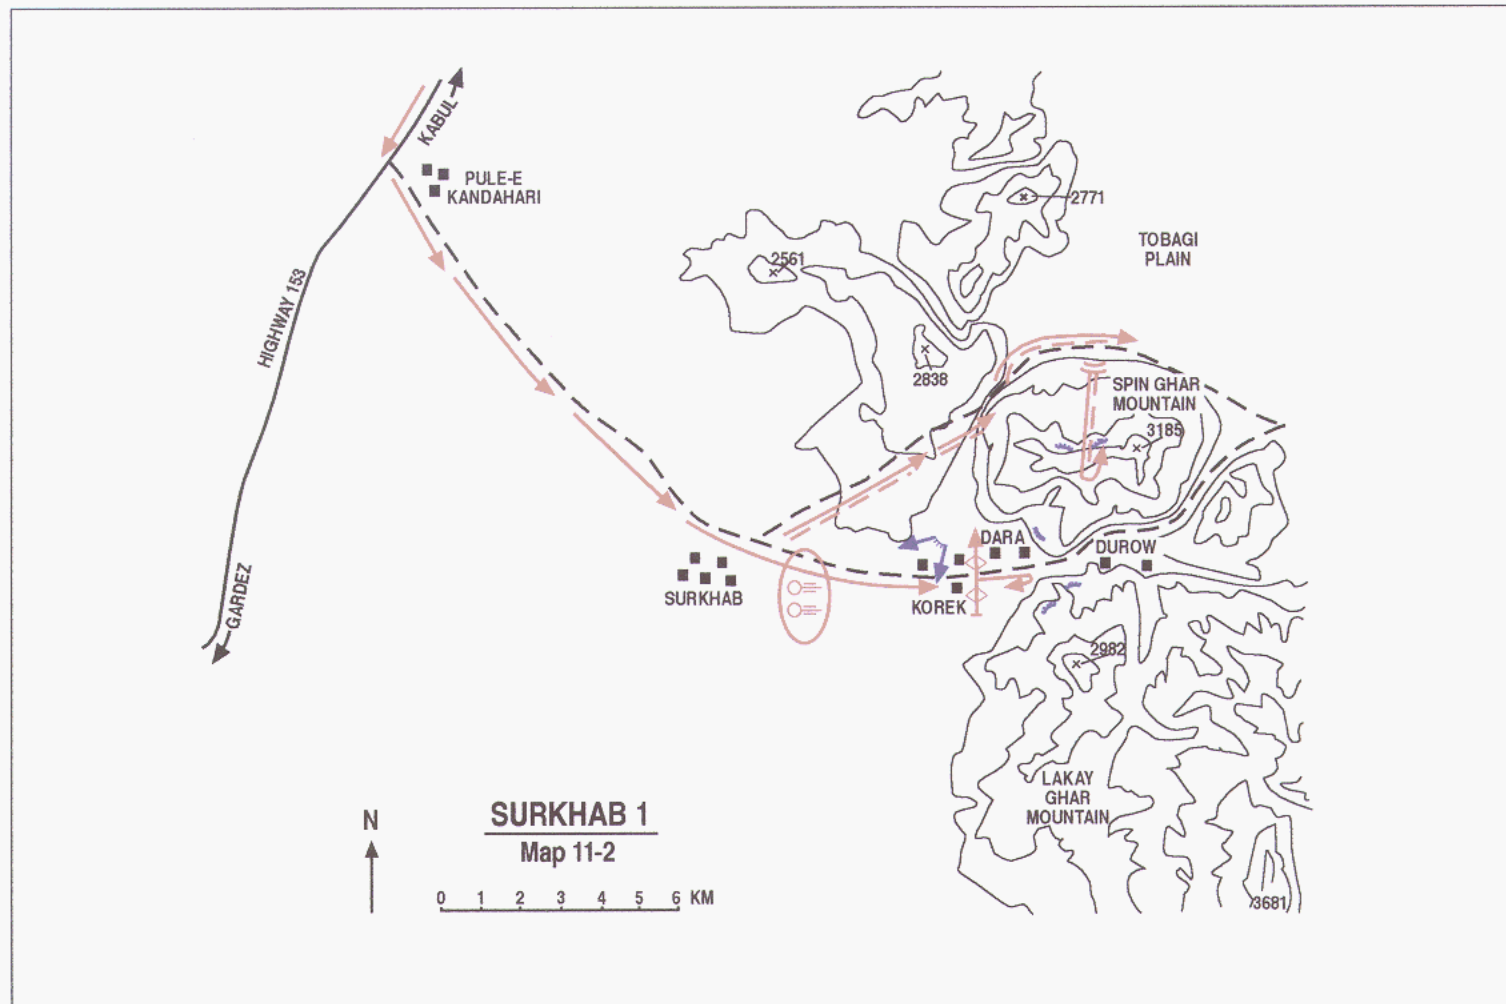 KABUL
PULE-E
KANDAHARI
2771
TOBAGI
PLAIN
2561
HIGHWAY 153
2838
SPIN GHAR
MOUNTAIN
3185
DARA
DUROW
SURKHAB
KOREK
GARDEZ
2982
LAKAY
GHAR
MOUNTAIN
N
SURKHAB 1
Map 11-2
0 1 2 3 4 5 6 KM
3681